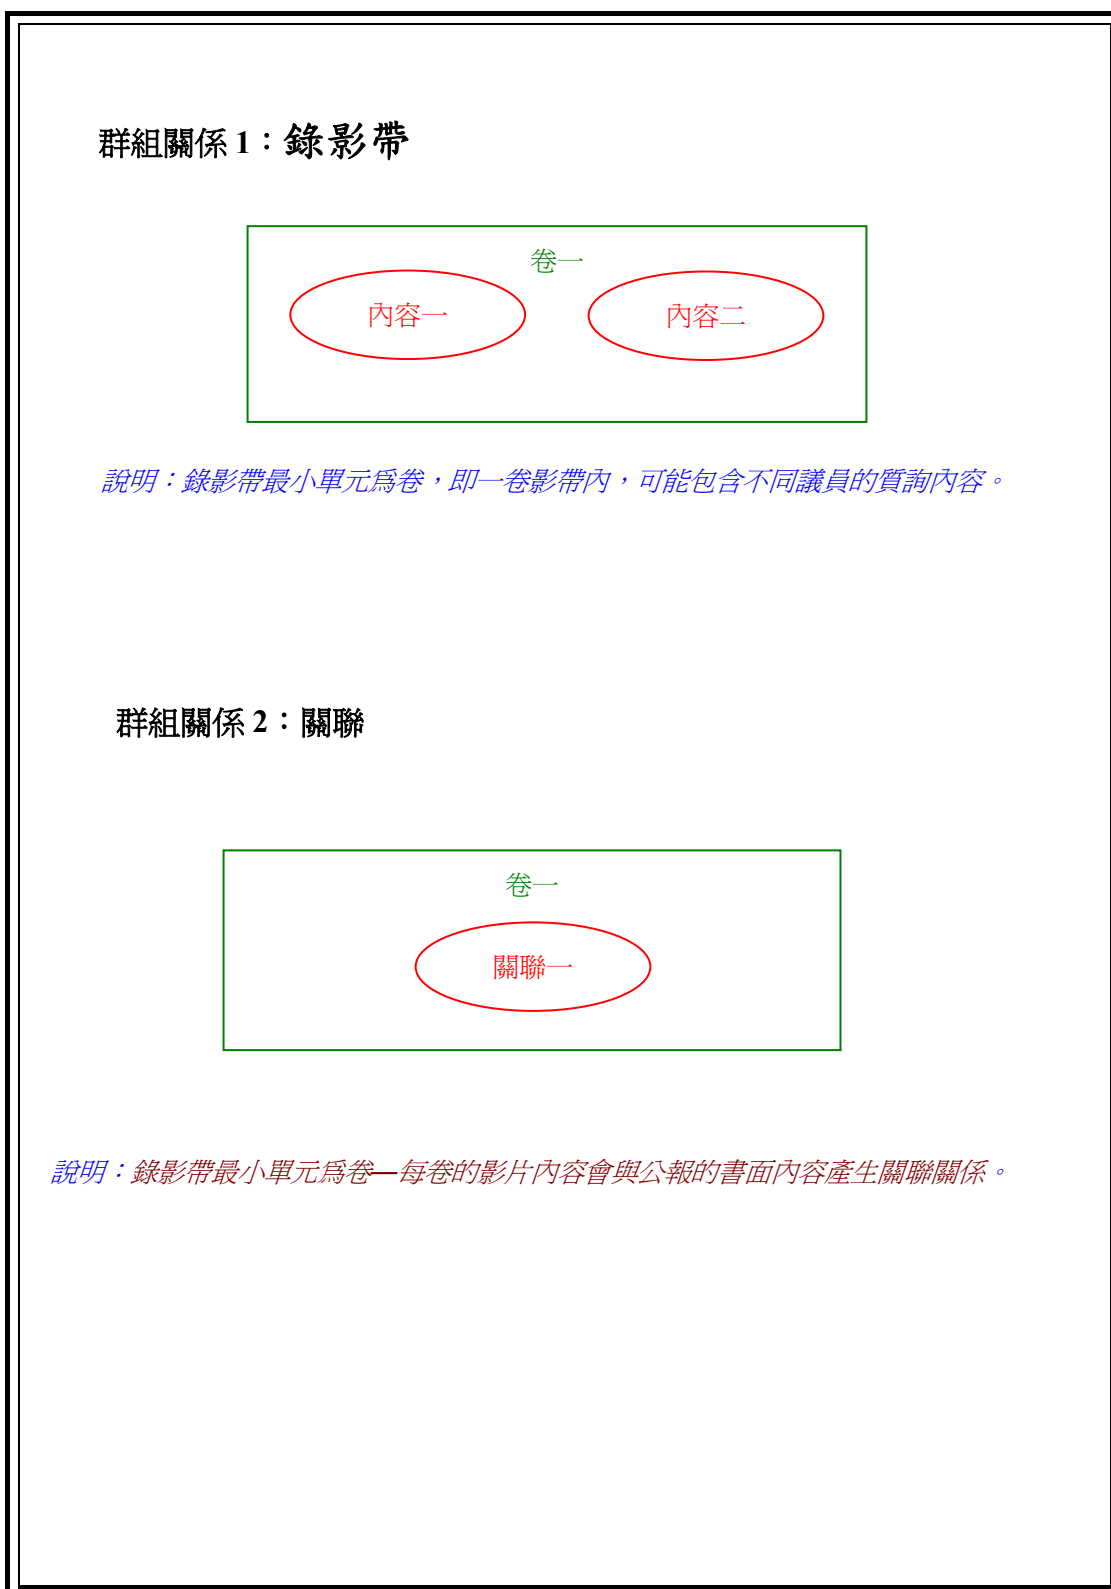 群組關係 1：錄影帶
卷一
內容一
內容二
說明：錄影帶最小單元為卷，即一卷影帶內，可能包含不同議員的質詢內容。
群組關係 2：關聯
卷一
關聯一
說明：錄影帶最小單元為卷—每卷的影片內容會與公報的書面內容產生關聯關係。